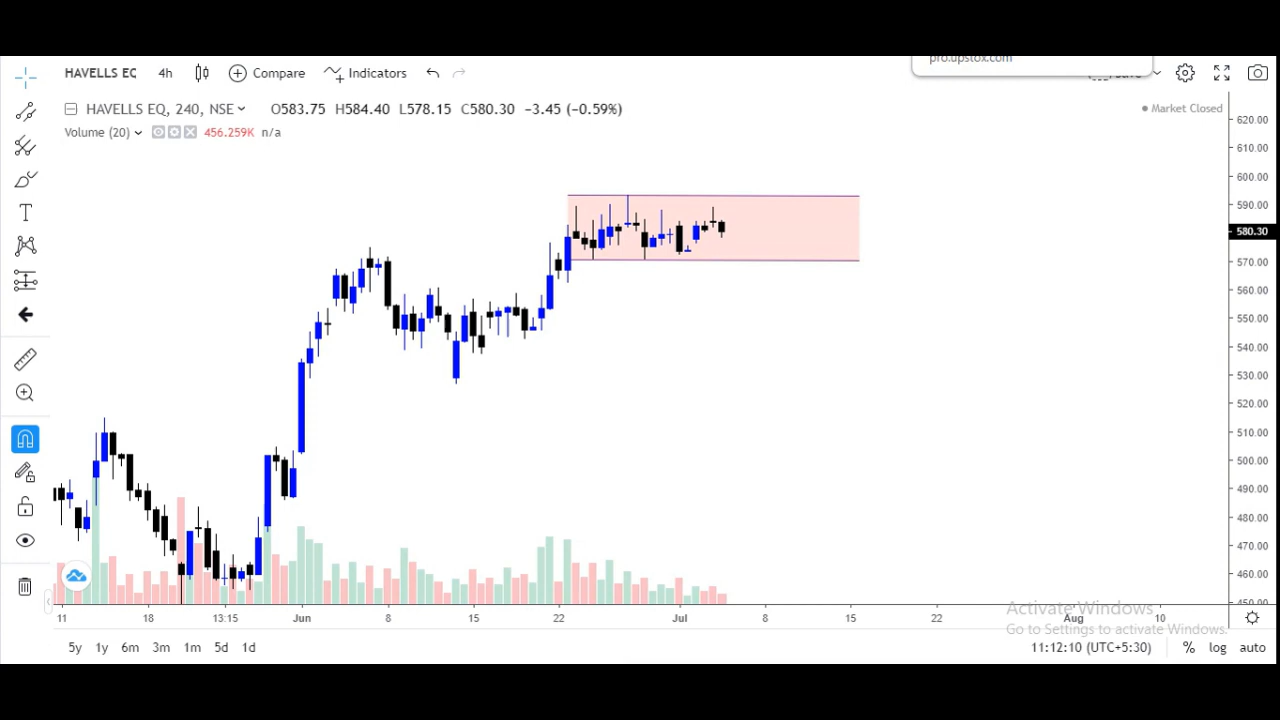 pro.upstox.com
HAVELLS EQ 4h Compare Indicators
HAVELLS EQ, 240, NSE O583.75 H584.40 L578.15 C580.30 −3.45 (−0.59%)
Market Closed
Volume (20) 456.259K n/a
620.00
610.00
600.00
590.00
580.30
570.00
560.00
550.00
540.00
530.00
520.00
510.00
500.00
490.00
480.00
470.00
460.00
450.00
11 18 13:15 Jun 8 15 22 Jul 8 15 22 Aug 10
Activate Windows
Go to Settings to activate Windows.
5y 1y 6m 3m 1m 5d 1d 11:12:10 (UTC+5:30) % log auto